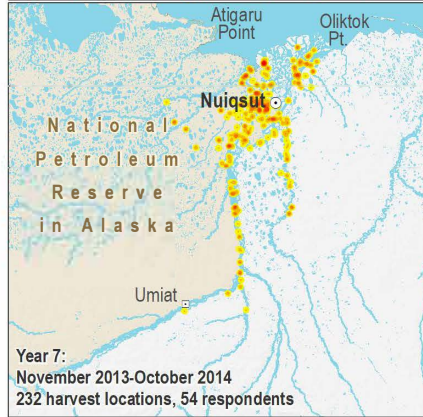 Atigaru
Point
Oliktok
Pt.
Nuiqsut
National
Petroleum
Reserve
in Alaska
Umiat
Year 7:
November 2013-October 2014
232 harvest locations, 54 respondents